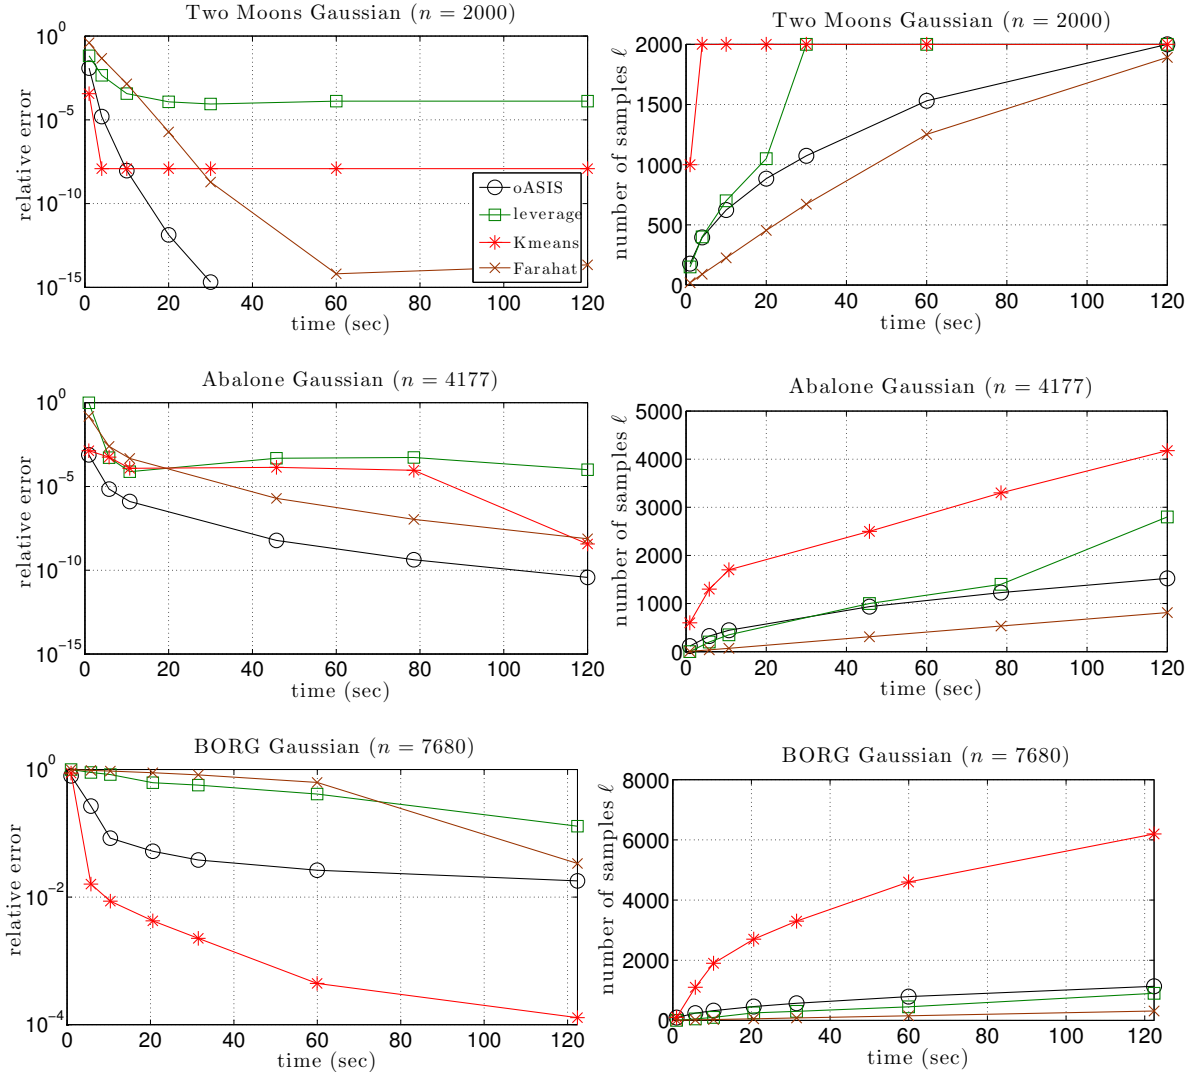 Two Moons Gaussian (n = 2000)
10^0
10^-5
10^-10
10^-15
relative error
0 20 40 60 80 100 120
time (sec)
oASIS
leverage
Kmeans
Farahat
Two Moons Gaussian (n = 2000)
2000
1500
1000
500
0
number of samples ℓ
0 20 40 60 80 100 120
time (sec)
Abalone Gaussian (n = 4177)
10^0
10^-5
10^-10
10^-15
relative error
0 20 40 60 80 100 120
time (sec)
Abalone Gaussian (n = 4177)
5000
4000
3000
2000
1000
0
number of samples ℓ
0 20 40 60 80 100 120
time (sec)
BORG Gaussian (n = 7680)
10^0
10^-2
10^-4
relative error
0 20 40 60 80 100 120
time (sec)
BORG Gaussian (n = 7680)
8000
6000
4000
2000
0
number of samples ℓ
0 20 40 60 80 100 120
time (sec)